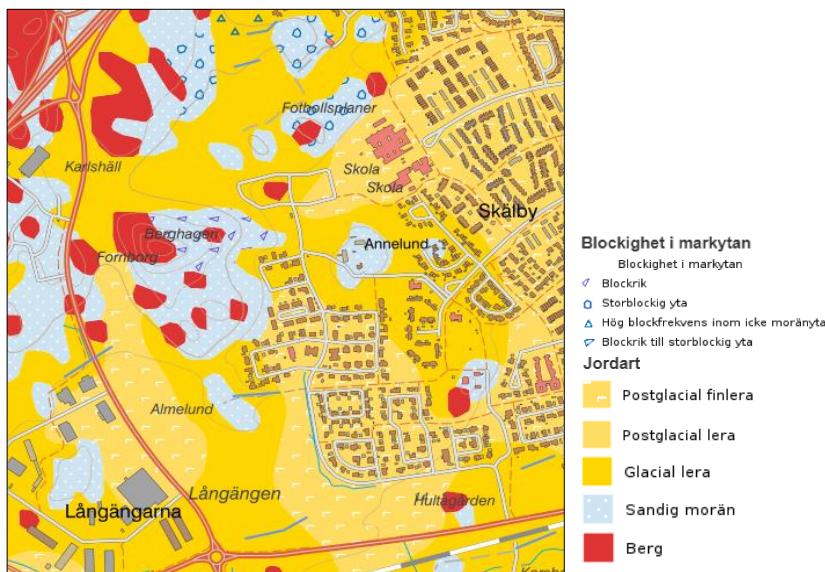 Fotbollsplaner
Karlshäll
Skola
Skola
Skälby
Berghagen
Annelund
Fornborg
Almelund
Långängen
Hultagården
Långängarna
Blockighet i markytan
Blockighet i markytan
Blockrik
Storblockig yta
Hög blockfrekvens inom icke moränyta
Blockrik till storblockig yta
Jordart
Postglacial finlera
Postglacial lera
Glacial lera
Sandig morän
Berg